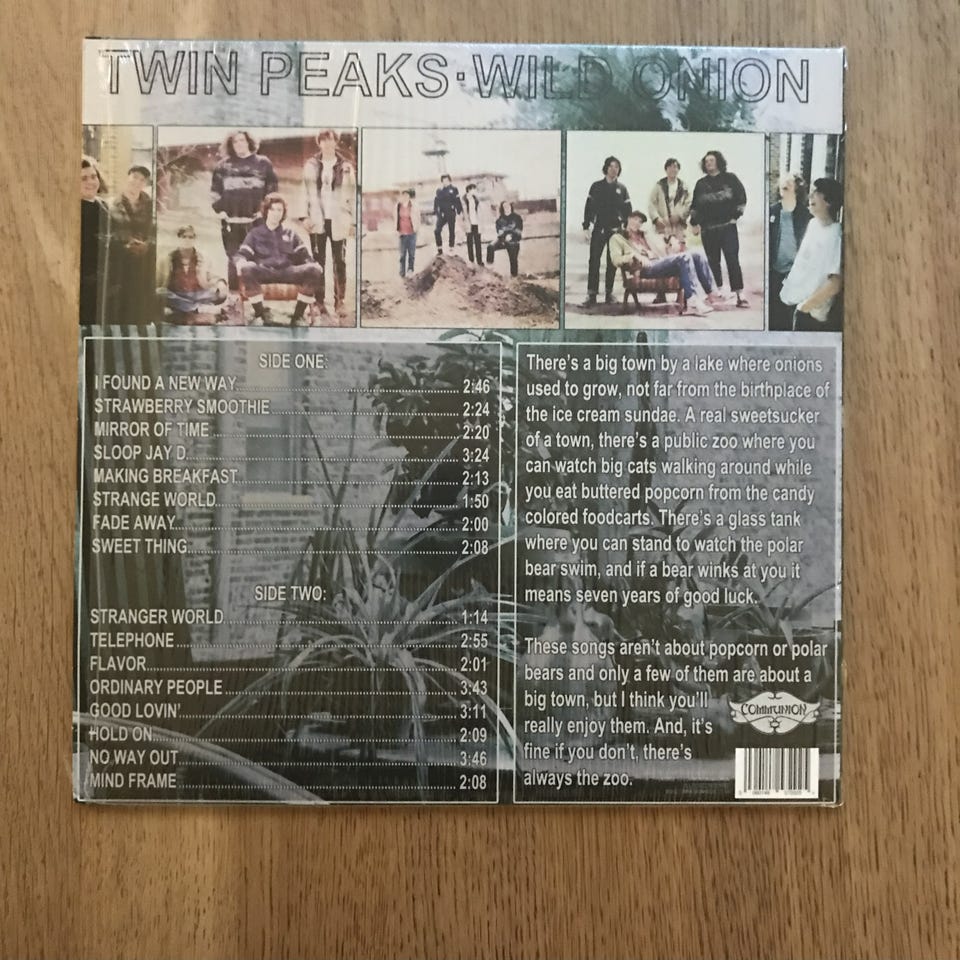 TWIN PEAKS·WILD ONION
SIDE ONE:
I FOUND A NEW WAY 2:46
STRAWBERRY SMOOTHIE 2:24
MIRROR OF TIME 2:20
SLOOP JAY D. 3:24
MAKING BREAKFAST 2:13
STRANGE WORLD 1:50
FADE AWAY 2:00
SWEET THING 2:08
SIDE TWO:
STRANGER WORLD 1:14
TELEPHONE 2:55
FLAVOR 2:01
ORDINARY PEOPLE 3:43
GOOD LOVIN' 3:11
HOLD ON 2:09
NO WAY OUT 3:46
MIND FRAME 2:08
There's a big town by a lake where onions
used to grow, not far from the birthplace of
the ice cream sundae. A real sweetsucker
of a town, there's a public zoo where you
can watch big cats walking around while
you eat buttered popcorn from the candy
colored foodcarts. There's a glass tank
where you can stand to watch the polar
bear swim, and if a bear winks at you it
means seven years of good luck.
These songs aren't about popcorn or polar
bears and only a few of them are about a
big town, but I think you'll
really enjoy them. And, it's
fine if you don't, there's
always the zoo.
COMMUNION